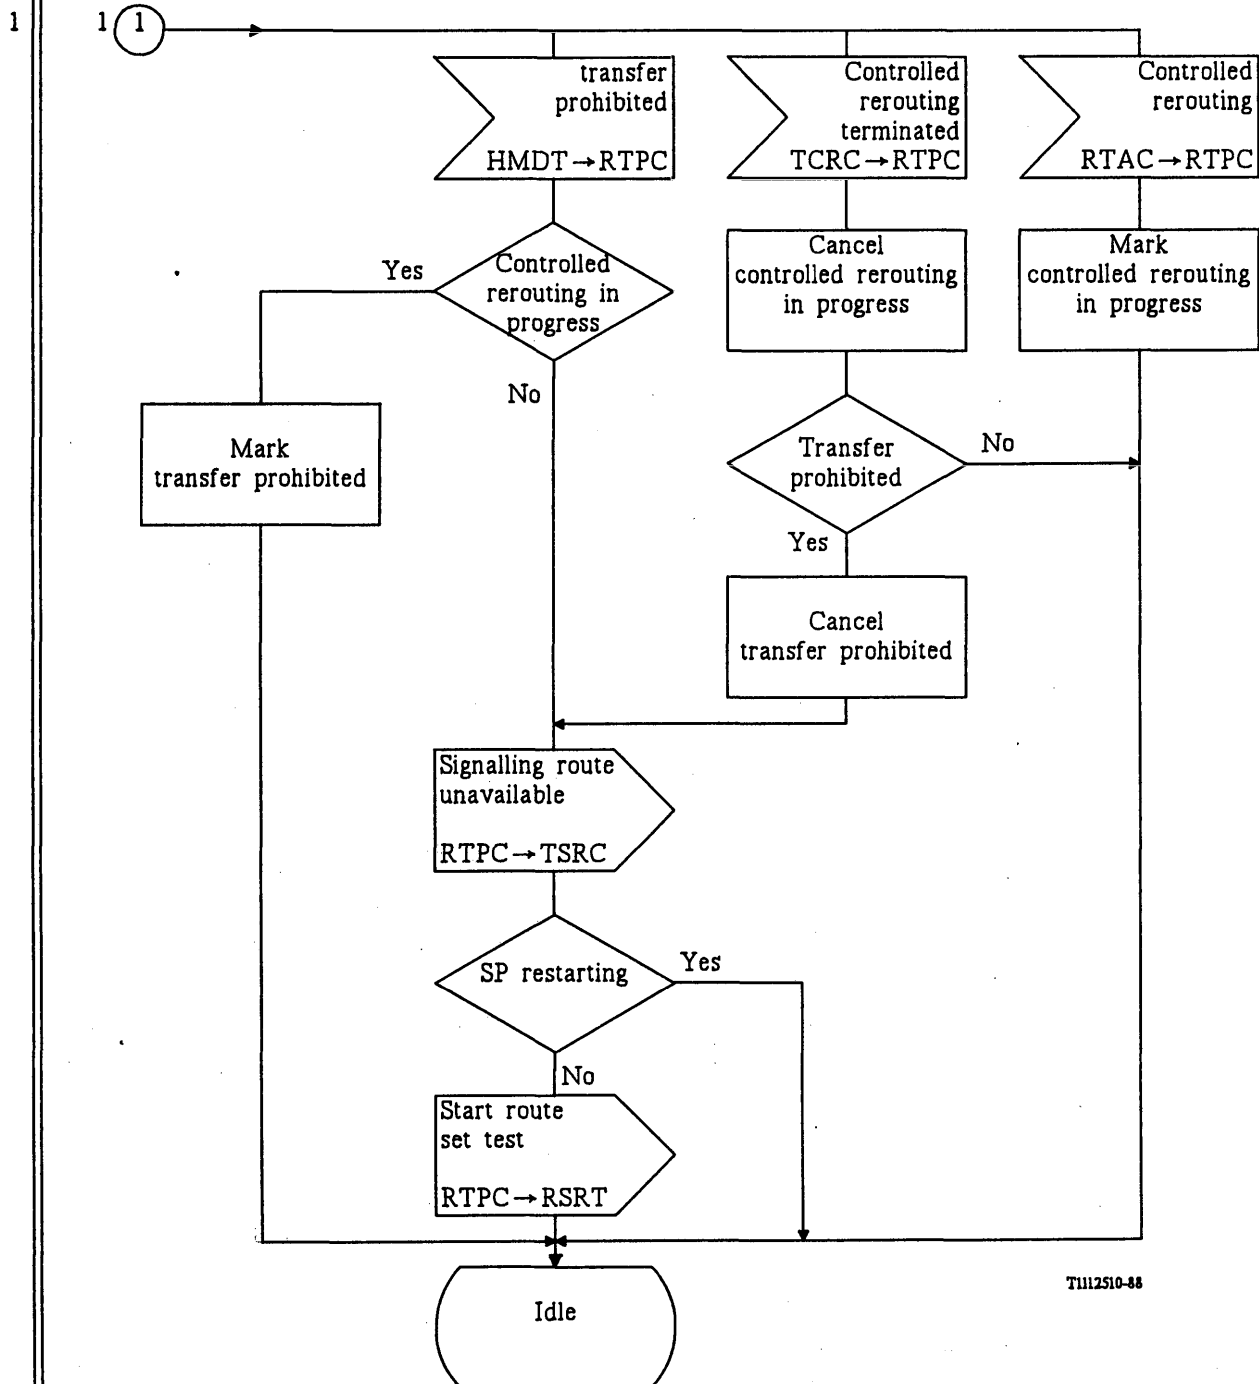 1
1
1
transfer
prohibited
HMDT→RTPC
Controlled
rerouting
terminated
TCRC→RTPC
Controlled
rerouting
RTAC→RTPC
Yes
Controlled
rerouting in
progress
No
Cancel
controlled rerouting
in progress
Mark
controlled rerouting
in progress
Mark
transfer prohibited
Transfer
prohibited
No
Yes
Cancel
transfer prohibited
Signalling route
unavailable
RTPC→TSRC
SP restarting
Yes
No
Start route
set test
RTPC→RSRT
Idle
T1112510-88